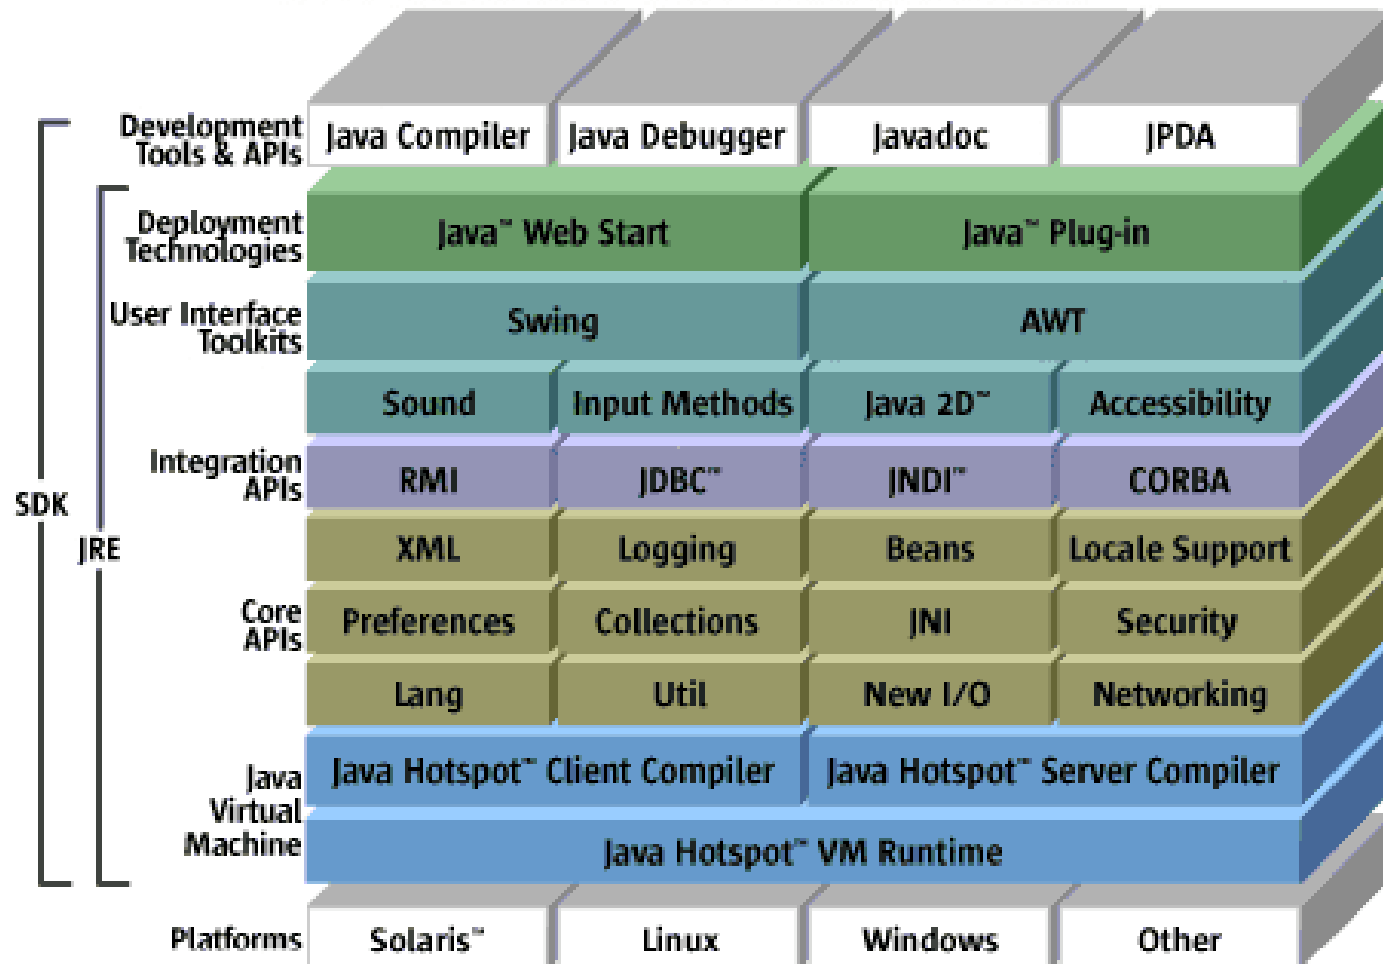 Development
Tools & APIs
Java Compiler
Java Debugger
Javadoc
JPDA
Deployment
Technologies
Java™ Web Start
Java™ Plug-in
User Interface
Toolkits
Swing
AWT
Sound
Input Methods
Java 2D™
Accessibility
Integration
APIs
RMI
JDBC™
JNDI™
CORBA
SDK
JRE
XML
Logging
Beans
Locale Support
Core
APIs
Preferences
Collections
JNI
Security
Lang
Util
New I/O
Networking
Java
Virtual
Machine
Java Hotspot™ Client Compiler
Java Hotspot™ Server Compiler
Java Hotspot™ VM Runtime
Platforms
Solaris™
Linux
Windows
Other